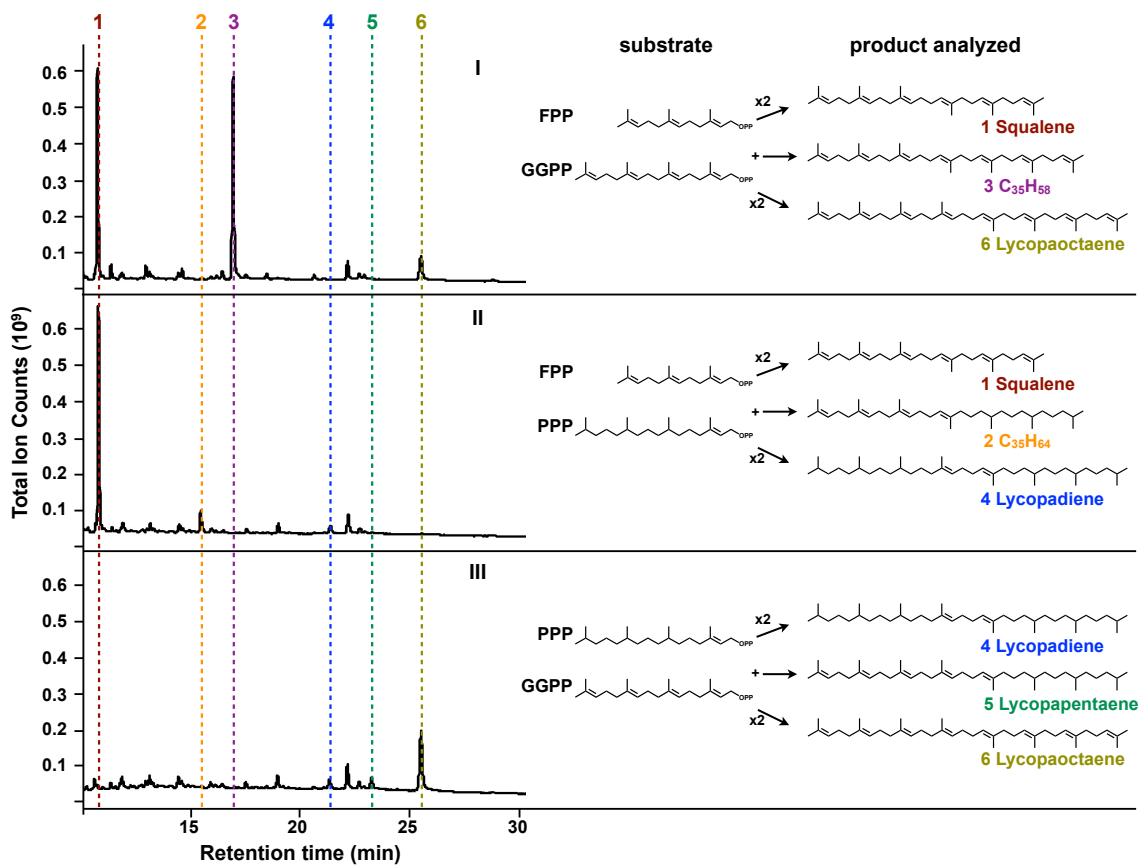 1 2 3 4 5 6
substrate product analyzed
I
0.6
0.5
0.4
0.3
0.2
0.1
FPP
OPP
x2
1 Squalene
GGPP
OPP
+
3 C₃₅H₅₈
x2
6 Lycopaoctaene
II
0.6
0.5
0.4
0.3
0.2
0.1
FPP
OPP
x2
1 Squalene
PPP
OPP
+
2 C₃₅H₆₄
x2
4 Lycopadiene
III
0.6
0.5
0.4
0.3
0.2
0.1
PPP
OPP
x2
4 Lycopadiene
GGPP
OPP
+
5 Lycopapentaene
x2
6 Lycopaoctaene
Total Ion Counts (10⁹)
15 20 25 30
Retention time (min)